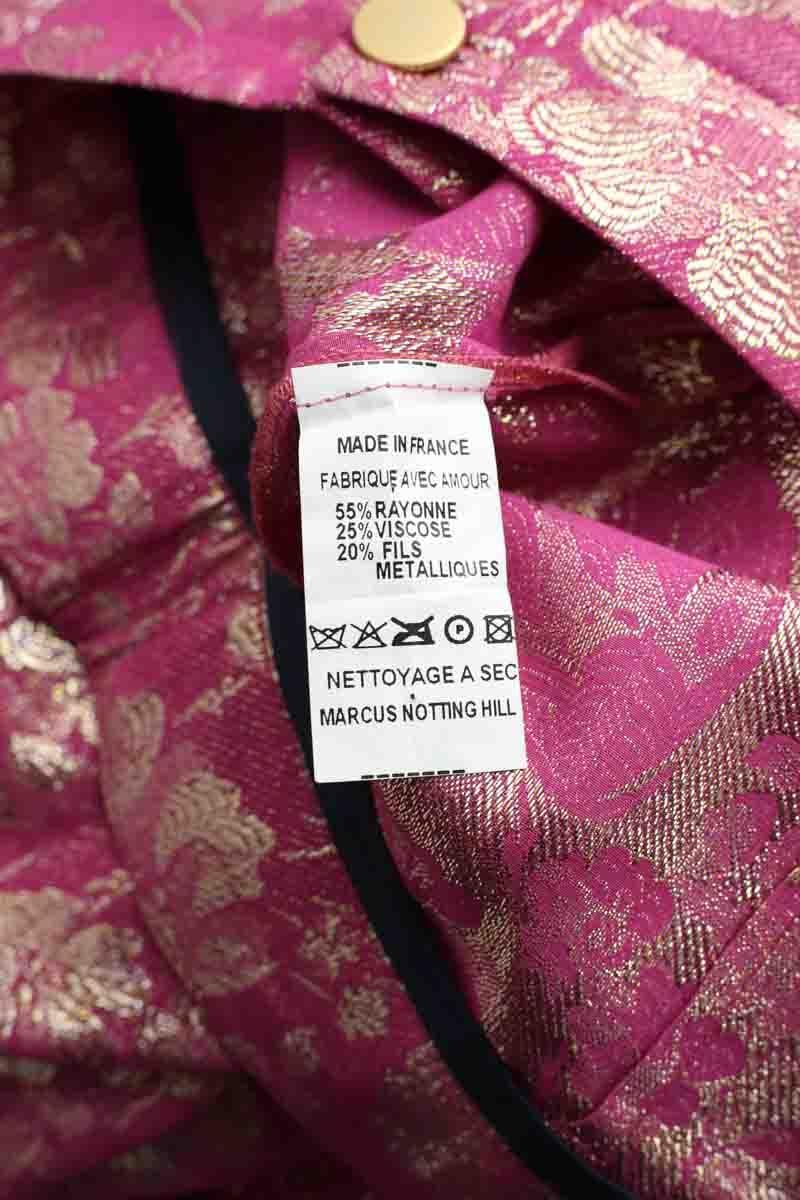 MADE IN FRANCE
FABRIQUE AVEC AMOUR
55% RAYONNE
25% VISCOSE
20% FILS
METALLIQUES
P
NETTOYAGE A SEC
MARCUS NOTTING HILL